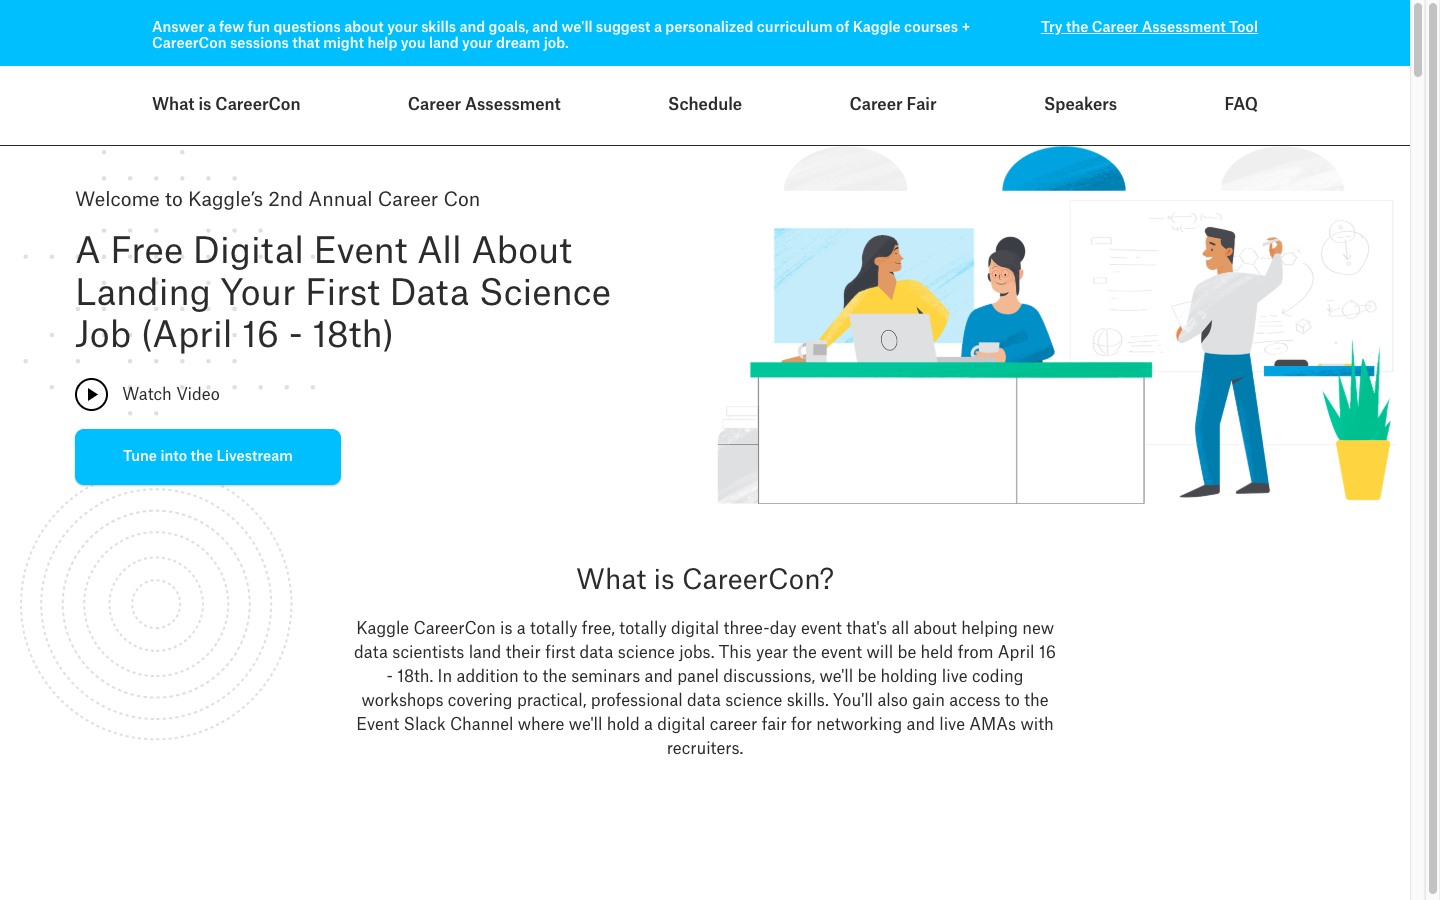 Answer a few fun questions about your skills and goals, and we'll suggest a personalized curriculum of Kaggle courses +
CareerCon sessions that might help you land your dream job.
Try the Career Assessment Tool
What is CareerCon
Career Assessment
Schedule
Career Fair
Speakers
FAQ
Welcome to Kaggle's 2nd Annual Career Con
A Free Digital Event All About
Landing Your First Data Science
Job (April 16 - 18th)
Watch Video
Tune into the Livestream
What is CareerCon?
Kaggle CareerCon is a totally free, totally digital three-day event that's all about helping new
data scientists land their first data science jobs. This year the event will be held from April 16
- 18th. In addition to the seminars and panel discussions, we'll be holding live coding
workshops covering practical, professional data science skills. You'll also gain access to the
Event Slack Channel where we'll hold a digital career fair for networking and live AMAs with
recruiters.